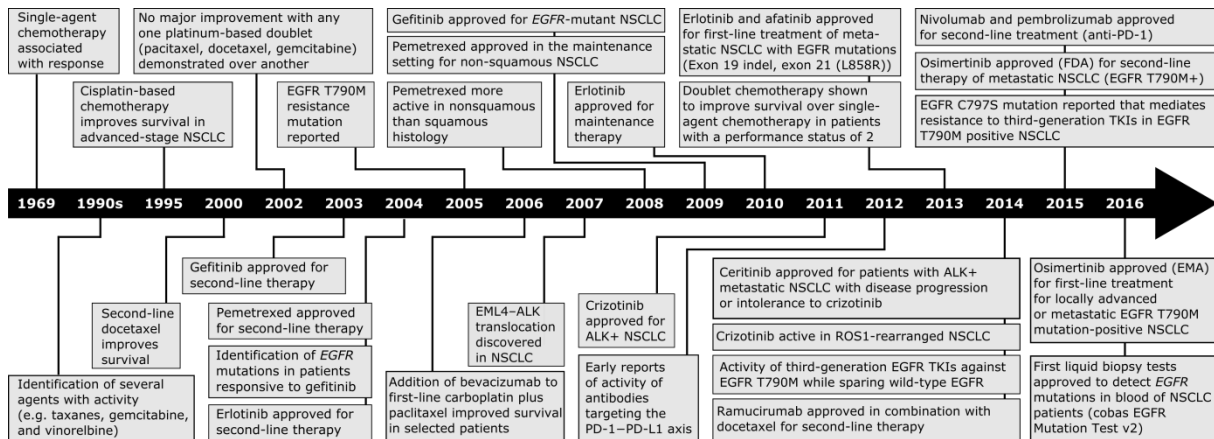 Single-agent
chemotherapy
associated
with response
No major improvement with any
one platinum-based doublet
(pacitaxel, docetaxel, gemcitabine)
demonstrated over another
Cisplatin-based
chemotherapy
improves survival in
advanced-stage NSCLC
EGFR T790M
resistance
mutation
reported
Gefitinib approved for EGFR-mutant NSCLC
Pemetrexed approved in the maintenance
setting for non-squamous NSCLC
Pemetrexed more
active in nonsquamous
than squamous
histology
Erlotinib
approved for
maintenance
therapy
Erlotinib and afatinib approved
for first-line treatment of meta-
static NSCLC with EGFR mutations
(Exon 19 indel, exon 21 (L858R))
Doublet chemotherapy shown
to improve survival over single-
agent chemotherapy in patients
with a performance status of 2
Nivolumab and pembrolizumab approved
for second-line treatment (anti-PD-1)
Osimertinib approved (FDA) for second-line
therapy of metastatic NSCLC (EGFR T790M+)
EGFR C797S mutation reported that mediates
resistance to third-generation TKIs in EGFR
T790M positive NSCLC
1969 1990s 1995 2000 2002 2003 2004 2005 2006 2007 2008 2009 2010 2011 2012 2013 2014 2015 2016
Identification of several
agents with activity
(e.g. taxanes, gemcitabine,
and vinorelbine)
Second-line
docetaxel
improves
survival
Gefitinib approved for
second-line therapy
Pemetrexed approved
for second-line therapy
Identification of EGFR
mutations in patients
responsive to gefitinib
Erlotinib approved for
second-line therapy
Addition of bevacizumab to
first-line carboplatin plus
paclitaxel improved survival
in selected patients
EML4–ALK
translocation
discovered
in NSCLC
Crizotinib
approved for
ALK+ NSCLC
Early reports
of activity of
antibodies
targeting the
PD-1–PD-L1 axis
Ceritinib approved for patients with ALK+
metastatic NSCLC with disease progression
or intolerance to crizotinib
Crizotinib active in ROS1-rearranged NSCLC
Activity of third-generation EGFR TKIs against
EGFR T790M while sparing wild-type EGFR
Ramucirumab approved in combination with
docetaxel for second-line therapy
Osimertinib approved (EMA)
for first-line treatment
for locally advanced
or metastatic EGFR T790M
mutation-positive NSCLC
First liquid biopsy tests
approved to detect EGFR
mutations in blood of NSCLC
patients (cobas EGFR
Mutation Test v2)